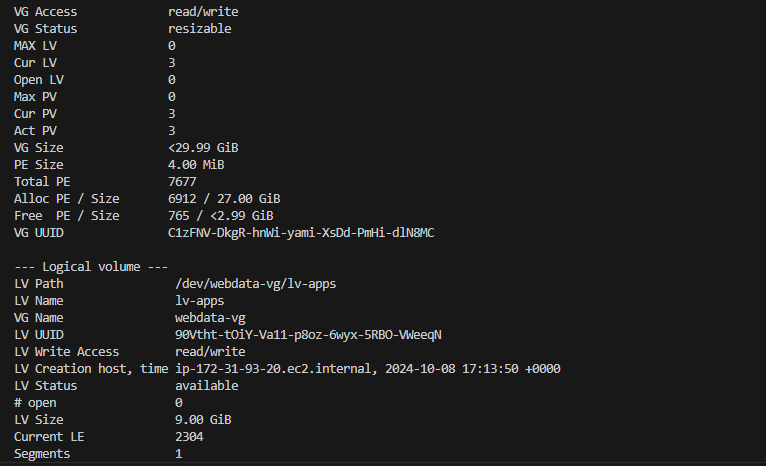 VG Access read/write
VG Status resizable
MAX LV 0
Cur LV 3
Open LV 0
Max PV 0
Cur PV 3
Act PV 3
VG Size <29.99 GiB
PE Size 4.00 MiB
Total PE 7677
Alloc PE / Size 6912 / 27.00 GiB
Free PE / Size 765 / <2.99 GiB
VG UUID C1zFNV-DkgR-hnWi-yami-XsDd-PmHi-dlN8MC
--- Logical volume ---
LV Path /dev/webdata-vg/lv-apps
LV Name lv-apps
VG Name webdata-vg
LV UUID 90Vtht-tOiY-Va11-p8oz-6wyx-5RBO-VWeeqN
LV Write Access read/write
LV Creation host, time ip-172-31-93-20.ec2.internal, 2024-10-08 17:13:50 +0000
LV Status available
# open 0
LV Size 9.00 GiB
Current LE 2304
Segments 1